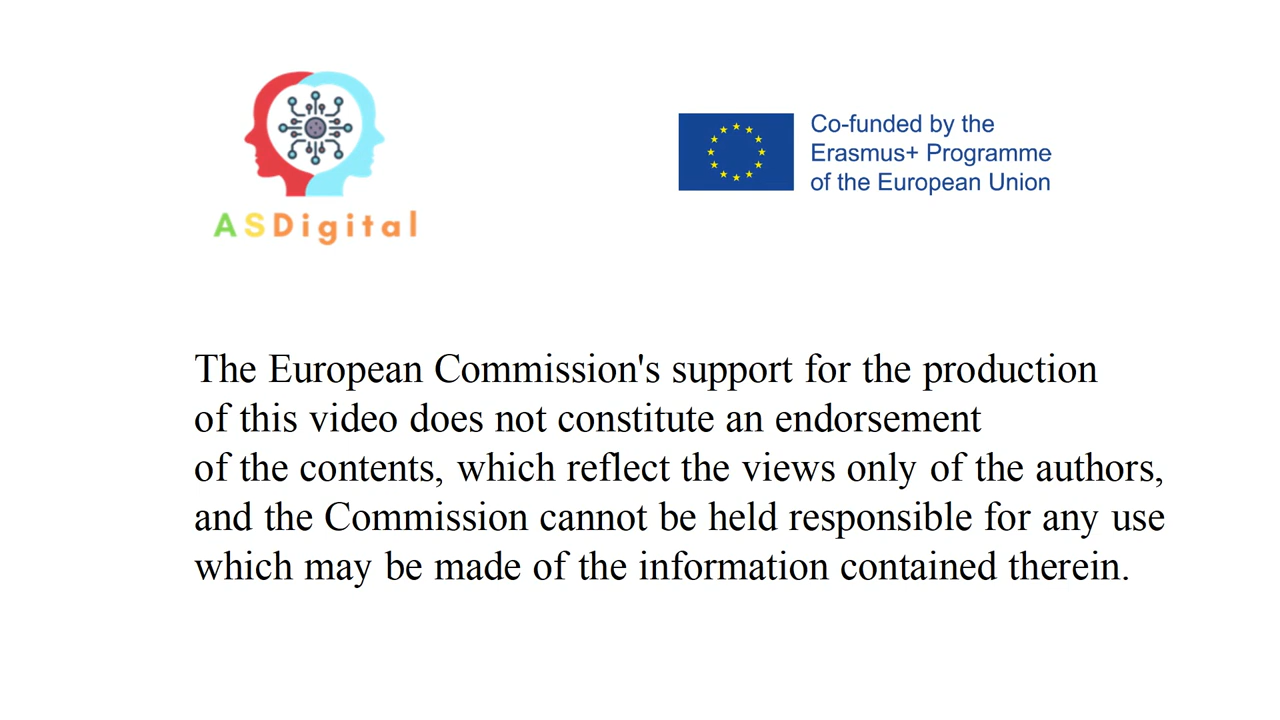 ASDigital
Co-funded by the
Erasmus+ Programme
of the European Union
The European Commission's support for the production
of this video does not constitute an endorsement
of the contents, which reflect the views only of the authors,
and the Commission cannot be held responsible for any use
which may be made of the information contained therein.